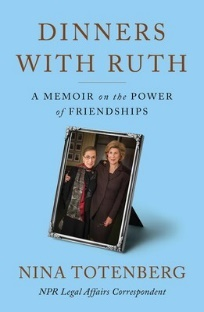 DINNERS
WITH RUTH
A MEMOIR on the POWER
of FRIENDSHIPS
NINA TOTENBERG
NPR Legal Affairs Correspondent